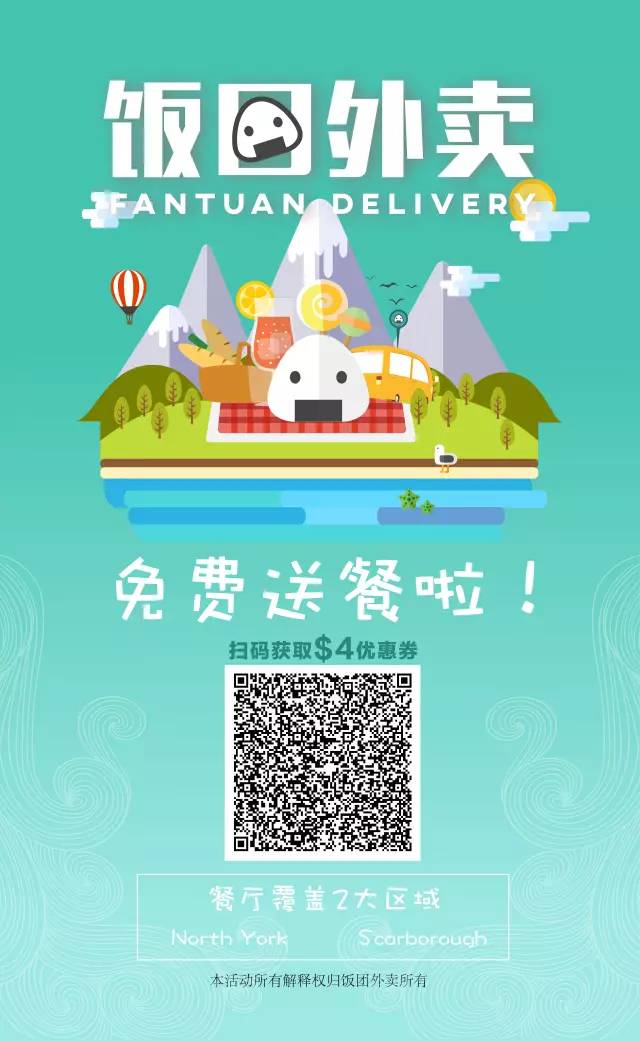 饭团外卖
FANTUAN DELIVERY
免费送餐啦！
扫码获取$4优惠券
餐厅覆盖2大区域
North York Scarborough
本活动所有解释权归饭团外卖所有